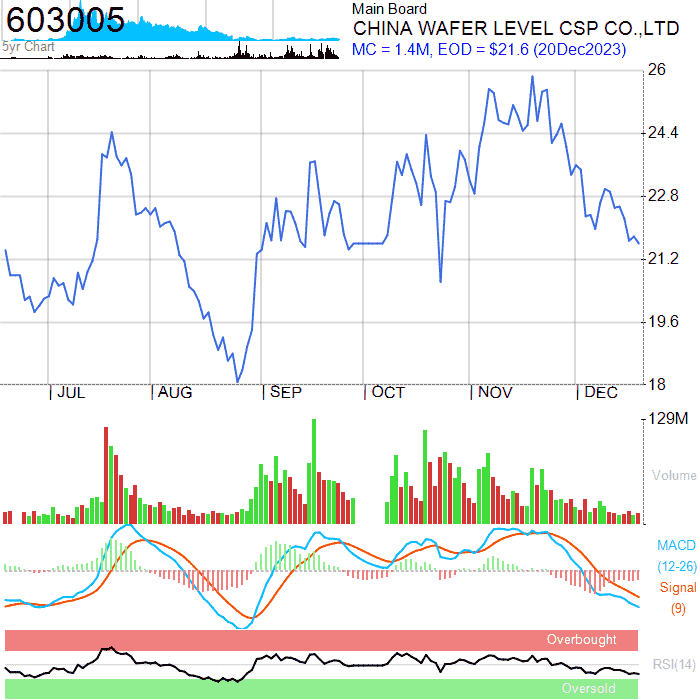 603005
5yr Chart
Main Board
CHINA WAFER LEVEL CSP CO.,LTD
MC = 1.4M, EOD = $21.6 (20Dec2023)
26
24.4
22.8
21.2
19.6
18
JUL AUG SEP OCT NOV DEC
129M
Volume
MACD
(12-26)
Signal
(9)
Overbought
RSI(14)
Oversold